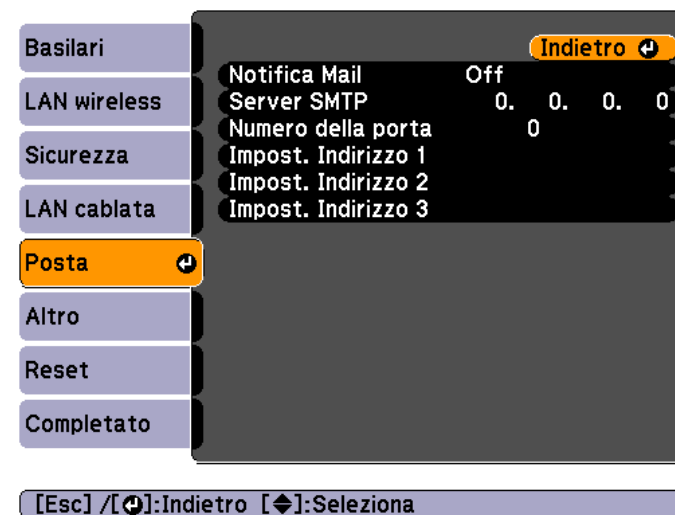 Basilari
LAN wireless
Sicurezza
LAN cablata
Posta
Altro
Reset
Completato
Indietro
Notifica Mail Off
Server SMTP 0. 0. 0. 0
Numero della porta 0
Impost. Indirizzo 1
Impost. Indirizzo 2
Impost. Indirizzo 3
[Esc] /[⏎]:Indietro [◆]:Seleziona